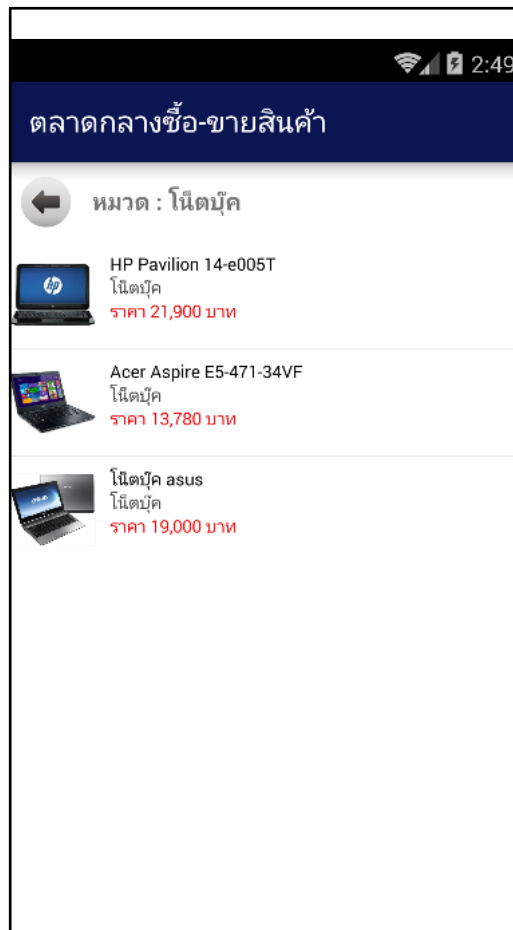 2:49
ตลาดกลางซื้อ-ขายสินค้า
หมวด : โน็ตบุ๊ค
HP Pavilion 14-e005T
โน๊ตบุ๊ค
ราคา 21,900 บาท
Acer Aspire E5-471-34VF
โน๊ตบุ๊ค
ราคา 13,780 บาท
โน๊ตบุ๊ค asus
โน๊ตบุ๊ค
ราคา 19,000 บาท